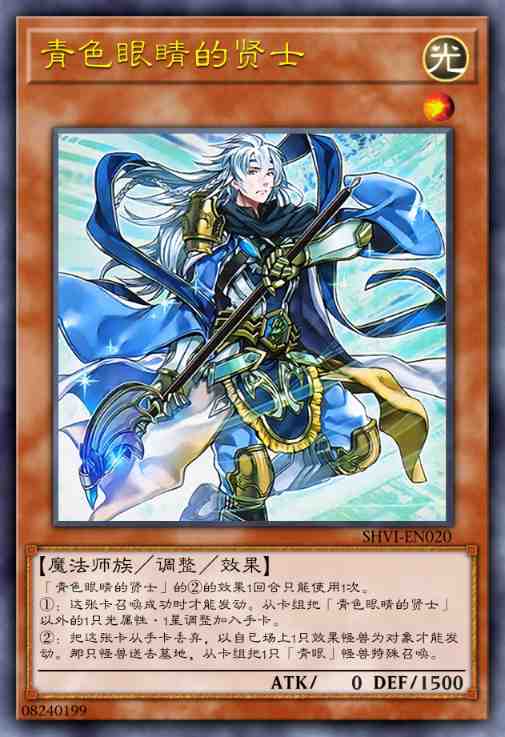 青色眼睛的贤士
光
SHVI-EN020
【魔法师族／调整／效果】
「青色眼睛的贤士」的②的效果1回合只能使用1次。
①：这张卡召唤成功时才能发动。从卡组把「青色眼睛的贤士」
以外的1只光属性·1星调整加入手卡。
②：把这张卡从手卡丢弃，以自己场上1只效果怪兽为对象才能发
动。那只怪兽送去墓地，从卡组把1只「青眼」怪兽特殊召唤。
ATK/ 0 DEF/1500
08240199